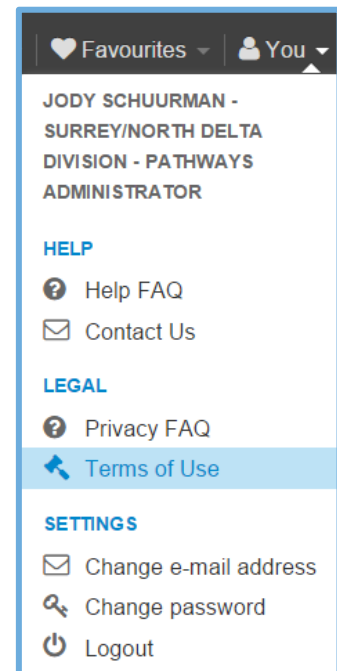 Favourites You
JODY SCHUURMAN -
SURREY/NORTH DELTA
DIVISION - PATHWAYS
ADMINISTRATOR
HELP
Help FAQ
Contact Us
LEGAL
Privacy FAQ
Terms of Use
SETTINGS
Change e-mail address
Change password
Logout